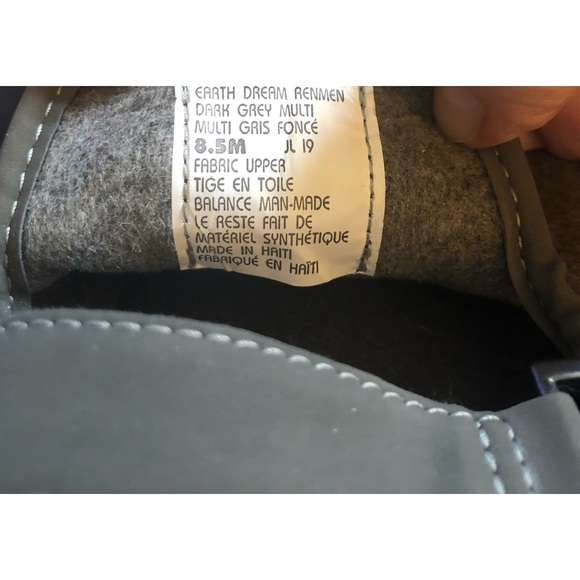 EARTH DREAM RENMEN
DARK GREY MULTI
MULTI GRIS FONCÉ
8.5M JL 19
FABRIC UPPER
TIGE EN TOILE
BALANCE MAN-MADE
LE RESTE FAIT DE
MATÉRIEL SYNTHÉTIQUE
MADE IN HAITI
FABRIQUÉ EN HAÏTI